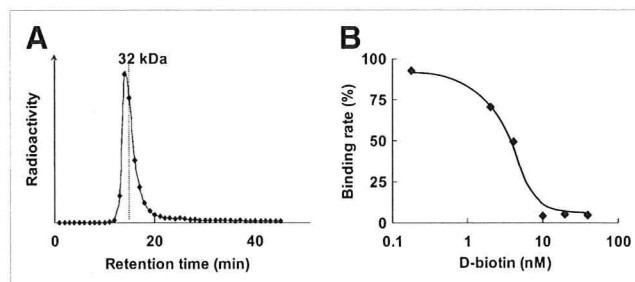 A
32 kDa
Radioactivity
0
20
40
Retention time (min)
B
Binding rate (%)
100
75
50
25
0
0.1
1
10
100
D-biotin (nM)